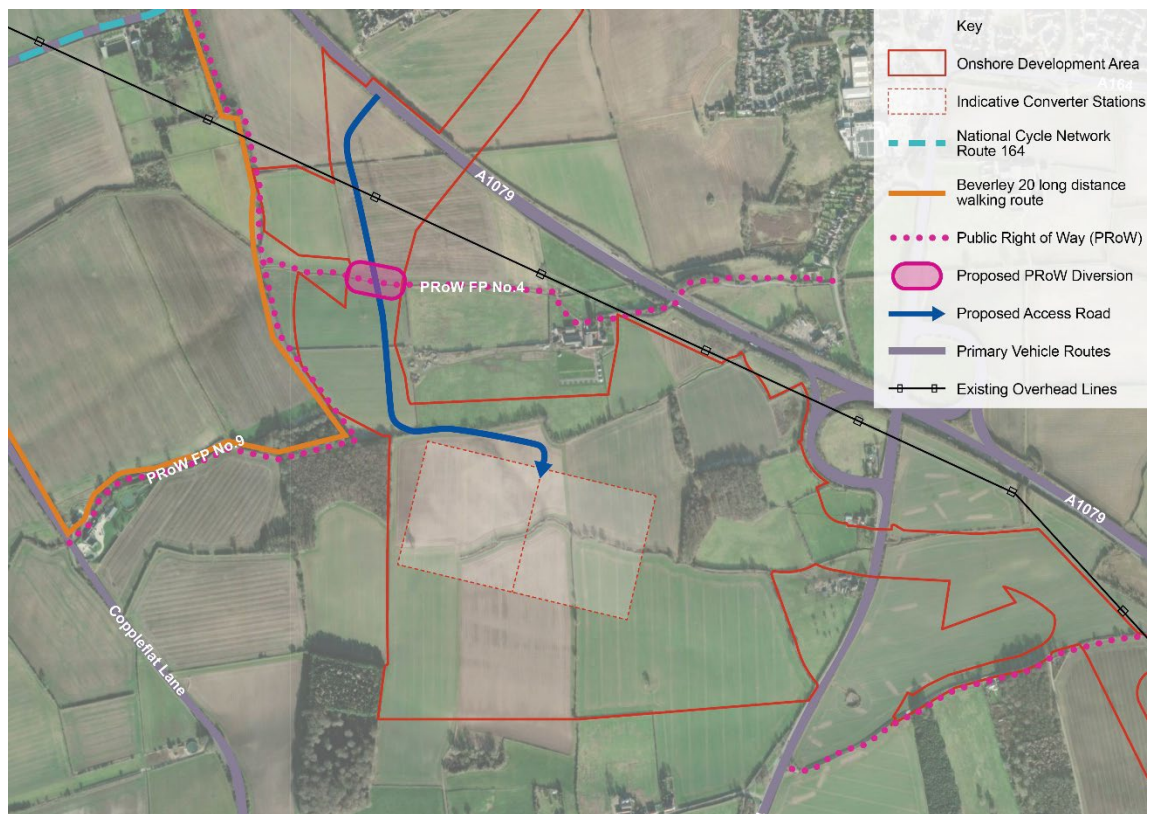 Key
Onshore Development Area
Indicative Converter Stations
National Cycle Network
Route 164
Beverley 20 long distance
walking route
Public Right of Way (PRoW)
Proposed PRoW Diversion
Proposed Access Road
Primary Vehicle Routes
Existing Overhead Lines
A164
A1079
PRoW FP No.4
PRoW FP No.9
A1079
Coppleflat Lane